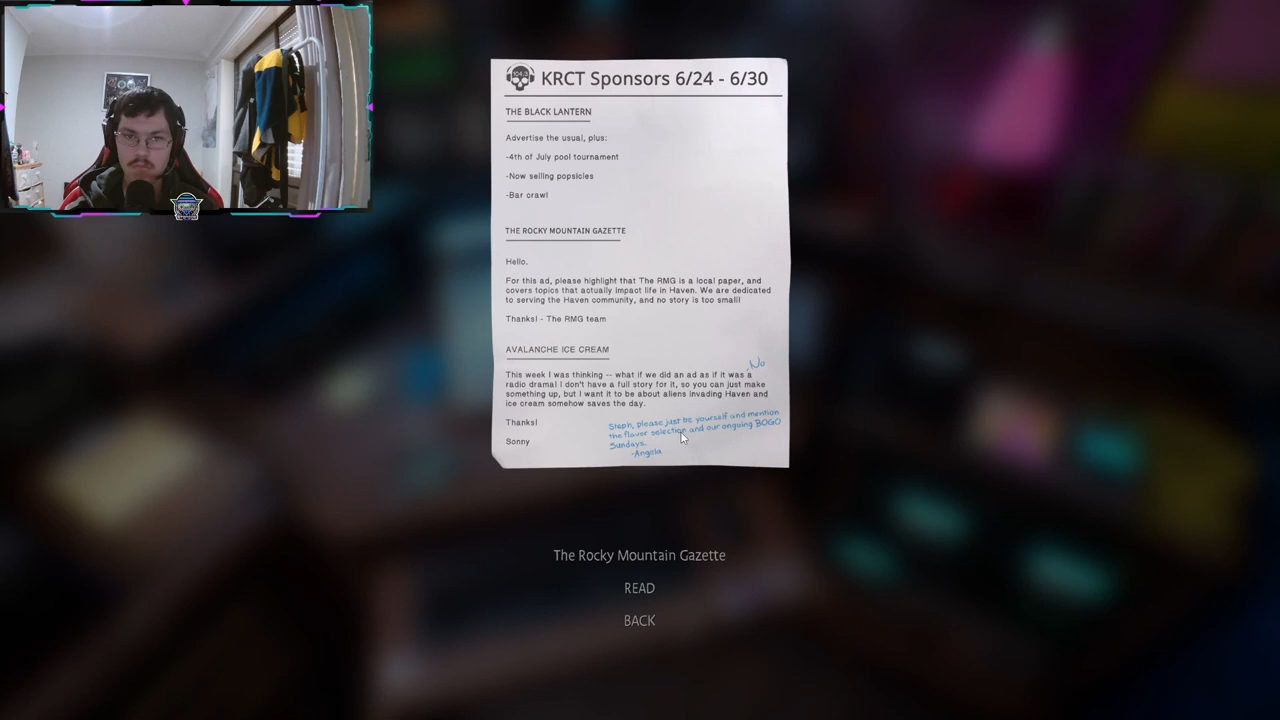 KRCT Sponsors 6/24 - 6/30
THE BLACK LANTERN
Advertise the usual, plus:
-4th of July pool tournament
-Now selling popsicles
-Bar crawl
THE ROCKY MOUNTAIN GAZETTE
Hello.
For this ad, please highlight that The RMG is a local paper, and
covers topics that actually impact life in Haven. We are dedicated
to serving the Haven community, and no story is too small!
Thanks! - The RMG team
AVALANCHE ICE CREAM
-No
This week I was thinking -- what if we did an ad as if it was a
radio drama! I don't have a full story for it, so you can just make
something up, but I want it to be about aliens invading Haven and
ice cream somehow saves the day.
Thanks!
Sonny
Steph, please just be yourself and mention
the flavor selection and our ongoing BOGO
Sundays.
-Angela
The Rocky Mountain Gazette
READ
BACK